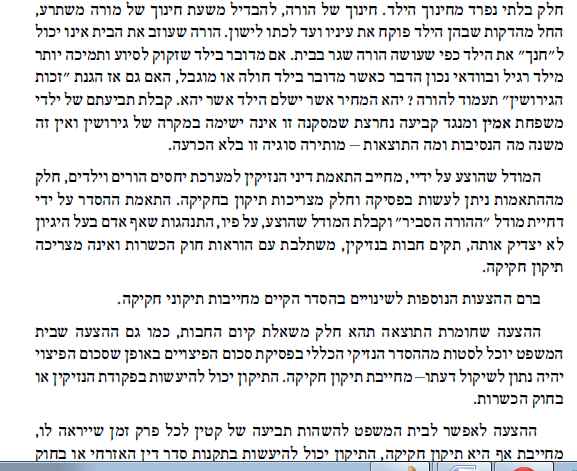 חלק בלתי נפרד מחינוך הילד. חינוך של הורה, להבדיל משעת חינוך של מורה משתרע,
החל מהדקות שבהן הילד פוקח את עיניו ועד לכתו לישון. הורה שעוזב את הבית אינו יכול
ל״חנך״ את הילד כפי שעושה הורה שגר בבית. אם מדובר בילד שזקוק לסיוע ותמיכה יותר
מילד רגיל ובוודאי נכון הדבר כאשר מדובר בילד חולה או מוגבל, האם גם אז הגנת ״זכות
הגירושין״ תעמוד להורה? יהא המחיר אשר ישלם הילד אשר יהא. קבלת תביעתם של ילדי
משפחת אמין ומנגד קביעה נחרצת שמסקנה זו אינה ישימה במקרה של גירושין ואין זה
משנה מה הנסיבות ומה התוצאות – מותירה סוגיה זו בלא הכרעה.
המודל שהוצע על ידיי, מחייב התאמת דיני הנזיקין למערכת יחסים הורים וילדים, חלק
מההתאמות ניתן לעשות בפסיקה וחלק מצריכות תיקון בחקיקה. התאמת ההסדר על ידי
דחיית מודל ״ההורה הסביר״ וקבלת המודל שהוצע, על פיו, התנהגות שאף אדם בעל היגיון
לא יצדיק אותה, תקים חבות בנזיקין, משתלבת עם הוראות חוק הכשרות ואינה מצריכה
תיקון חקיקה.
ברם ההצעות הנוספות לשינויים בהסדר הקיים מחייבות תיקוני חקיקה.
ההצעה שחומרת התוצאה תהא חלק משאלת קיום החבות, כמו גם ההצעה שבית
המשפט יוכל לסטות מההסדר הנזיקי הכללי בפסיקת סכום הפיצויים באופן שסכום הפיצוי
יהיה נתון לשיקול דעתו– מחייבת תיקון חקיקה. התיקון יכול להיעשות בפקודת הנזיקין או
בחוק הכשרות.
ההצעה לאפשר לבית המשפט להשהות תביעה של קטין לכל פרק זמן שייראה לו,
מחייבת אף היא תיקון חקיקה, התיקון יכול להיעשות בתקנות סדר דין האזרחי או בחוק